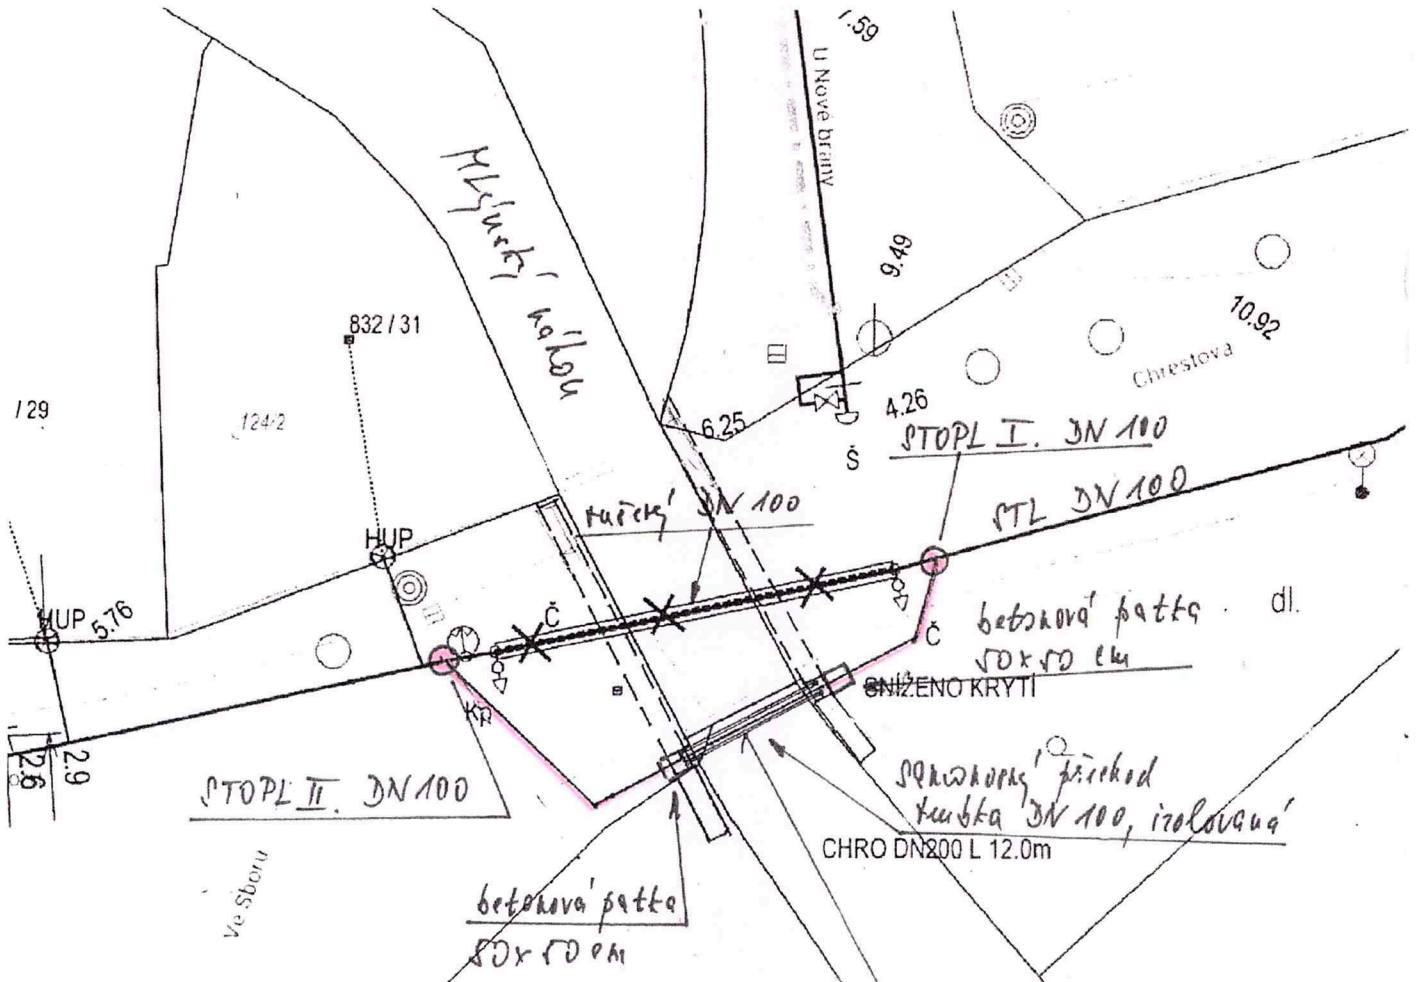 7.59
U Nové brány
Mlýnský náhon
9.49
832 / 31
10.92
Chrestova
/ 29
124/2
6.25
4.26
STOPL I. DN 100
Š
STL DN 100
rušený DN 100
HUP
HUP
5.76
Č
betonová patka
50x50 cm
dl.
Č
SNÍŽENO KRYTÍ
Kp
2.6
2.9
STOPL II. DN 100
přechod
trubka DN 100, izolovaná
CHRO DN200 L 12.0m
Ve Sboru
betonová patka
50x50 cm